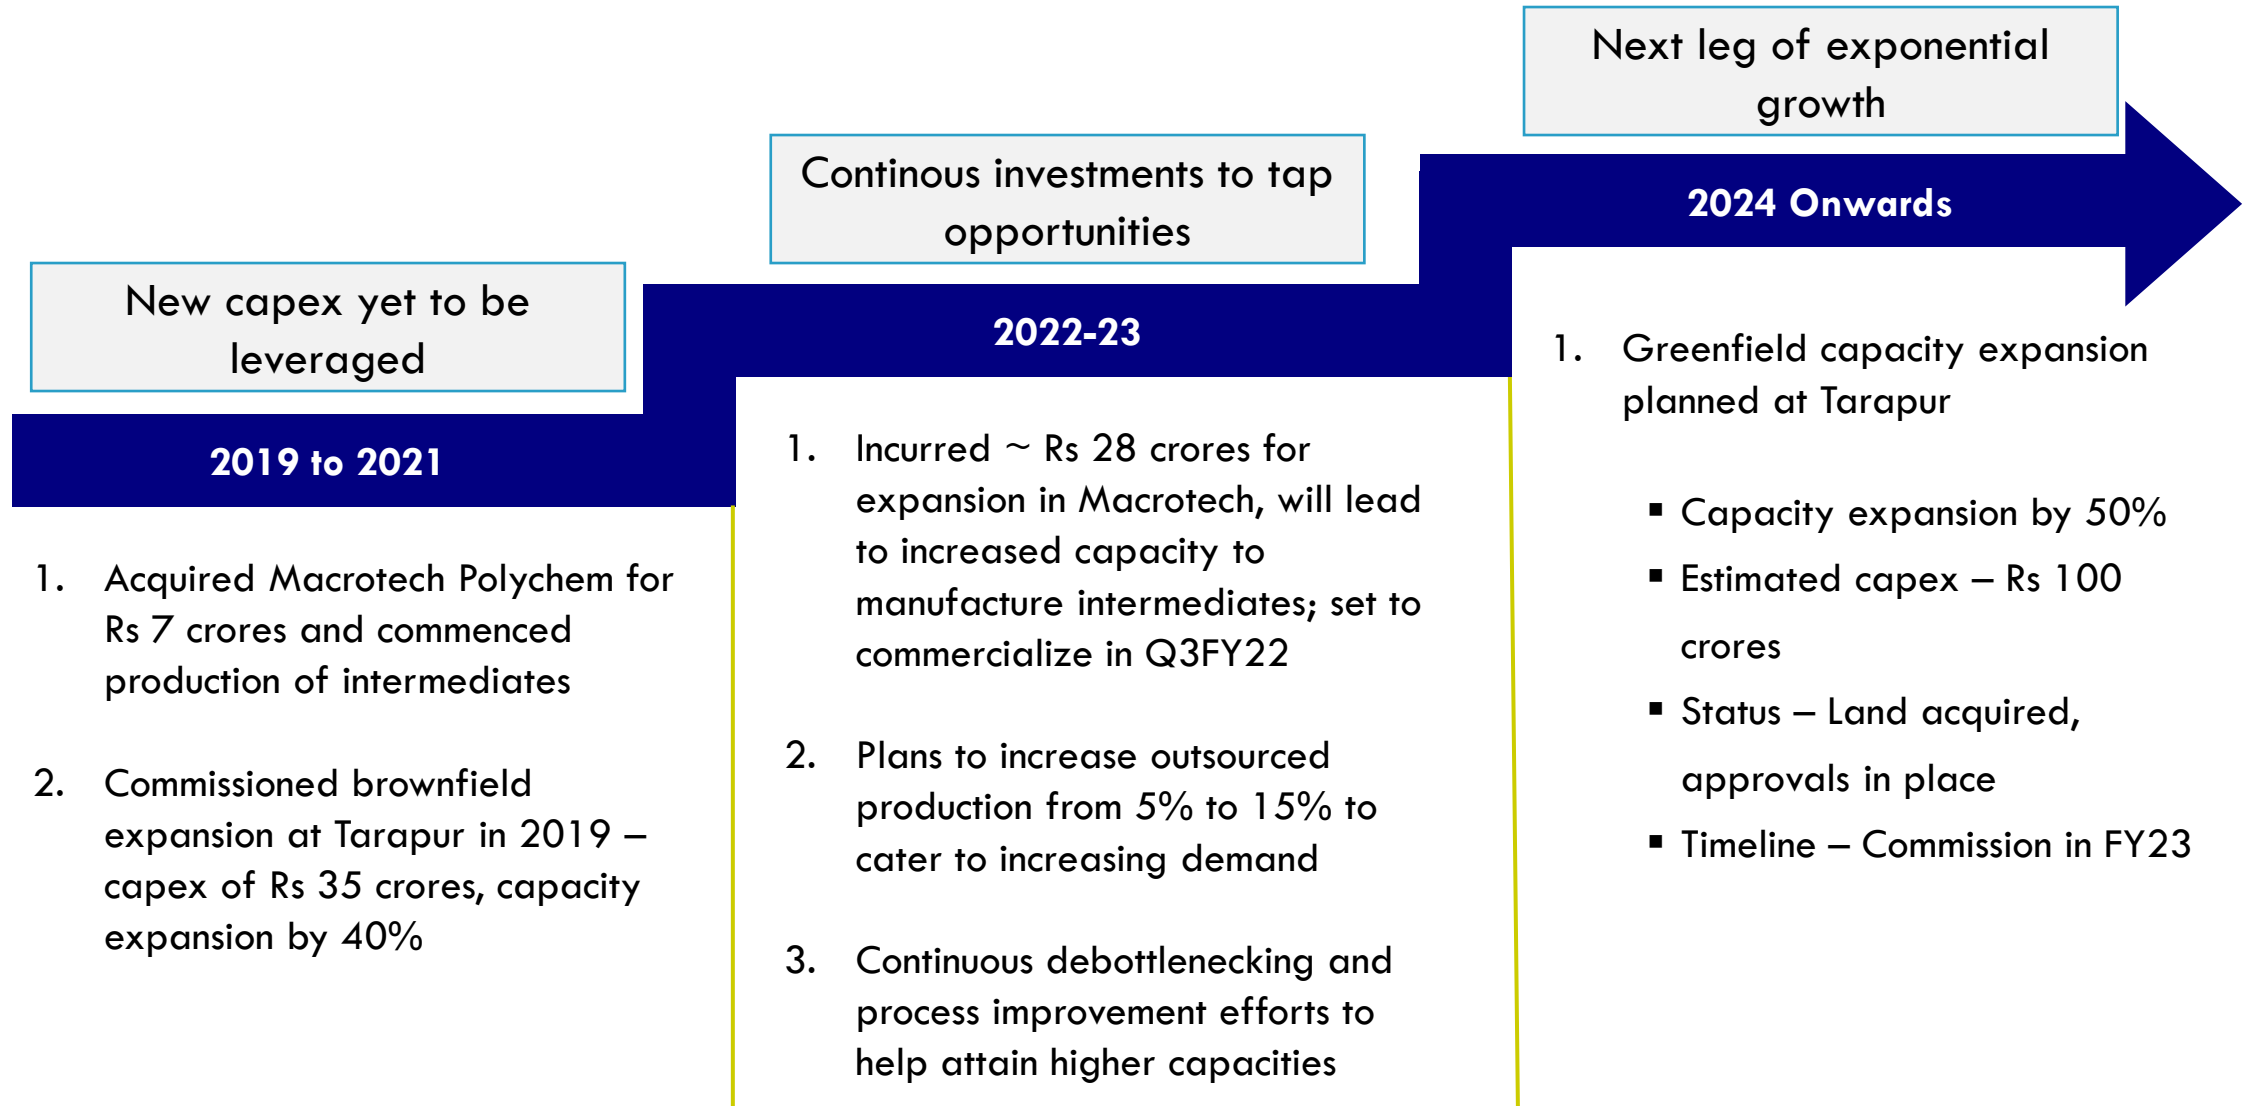 New capex yet to be
leveraged
2019 to 2021
1. Acquired Macrotech Polychem for
Rs 7 crores and commenced
production of intermediates
2. Commissioned brownfield
expansion at Tarapur in 2019 –
capex of Rs 35 crores, capacity
expansion by 40%
Continous investments to tap
opportunities
2022-23
1. Incurred ~ Rs 28 crores for
expansion in Macrotech, will lead
to increased capacity to
manufacture intermediates; set to
commercialize in Q3FY22
2. Plans to increase outsourced
production from 5% to 15% to
cater to increasing demand
3. Continuous debottlenecking and
process improvement efforts to
help attain higher capacities
Next leg of exponential
growth
2024 Onwards
1. Greenfield capacity expansion
planned at Tarapur
▪ Capacity expansion by 50%
▪ Estimated capex – Rs 100
crores
▪ Status – Land acquired,
approvals in place
▪ Timeline – Commission in FY23